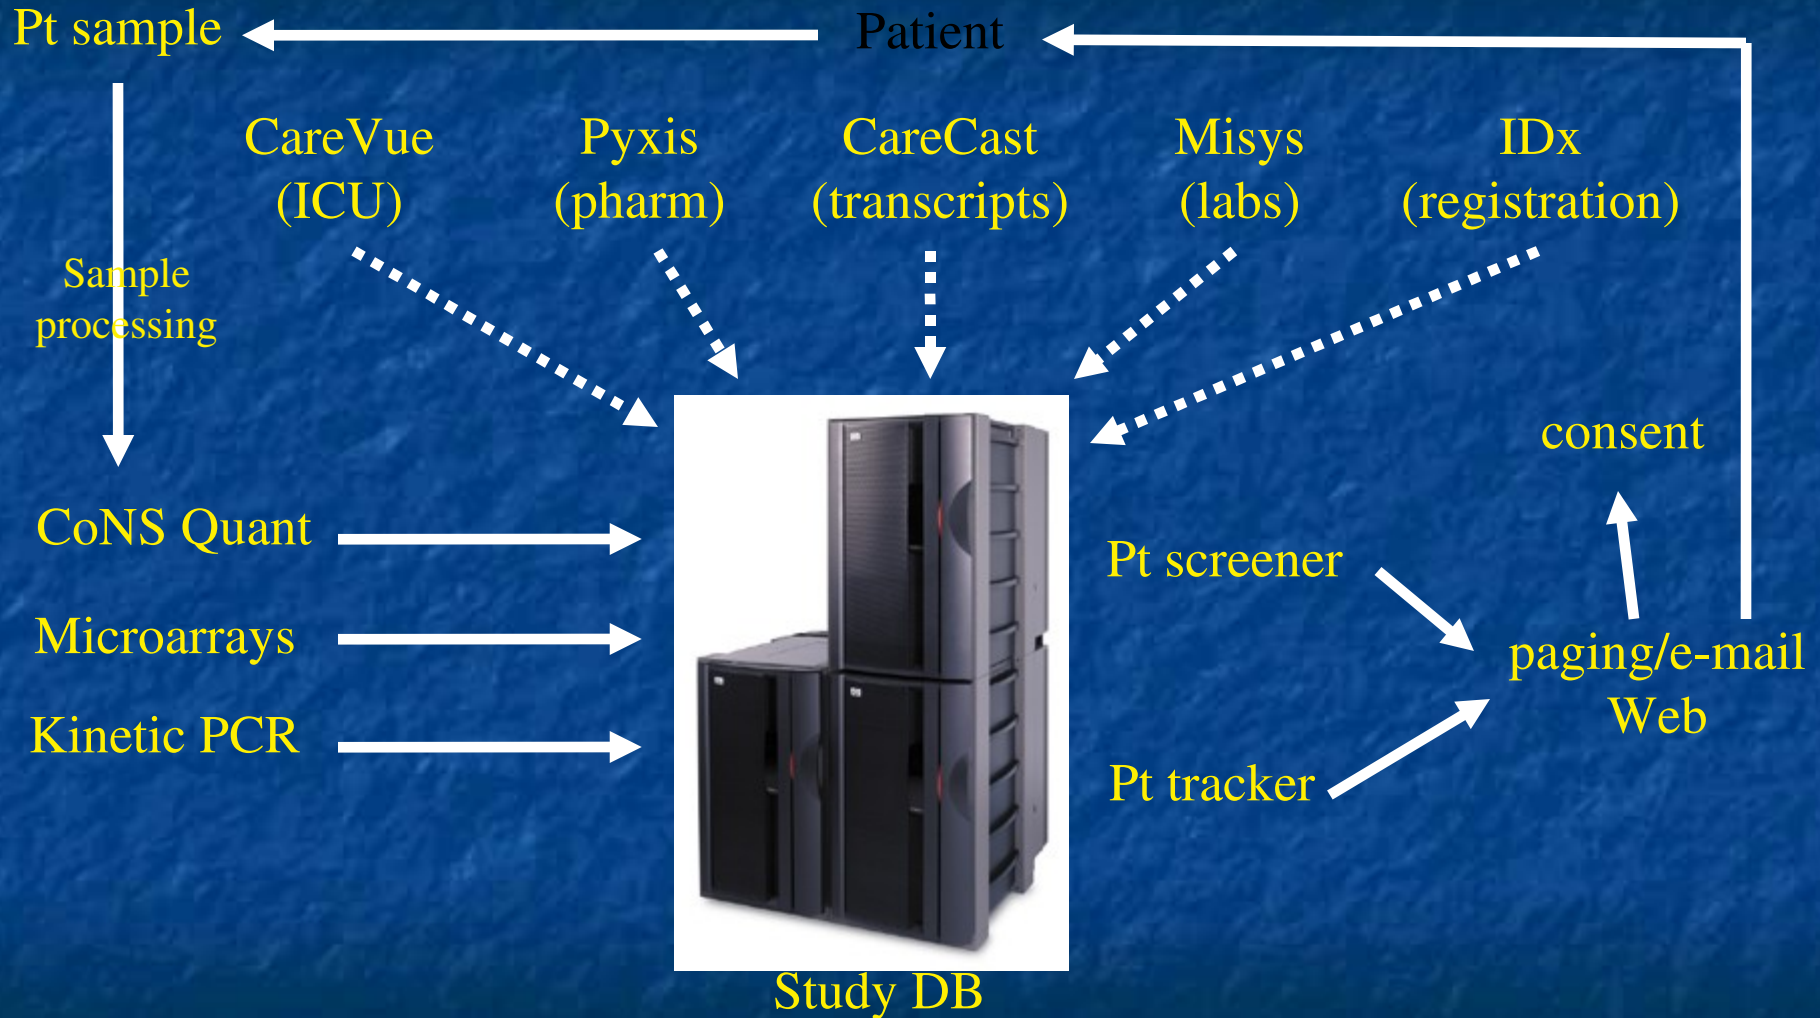 Pt sample
Patient
CareVue
(ICU)
Pyxis
(pharm)
CareCast
(transcripts)
Misys
(labs)
IDx
(registration)
Sample
processing
consent
CoNS Quant
Microarrays
Kinetic PCR
Pt screener
Pt tracker
paging/e-mail
Web
Study DB